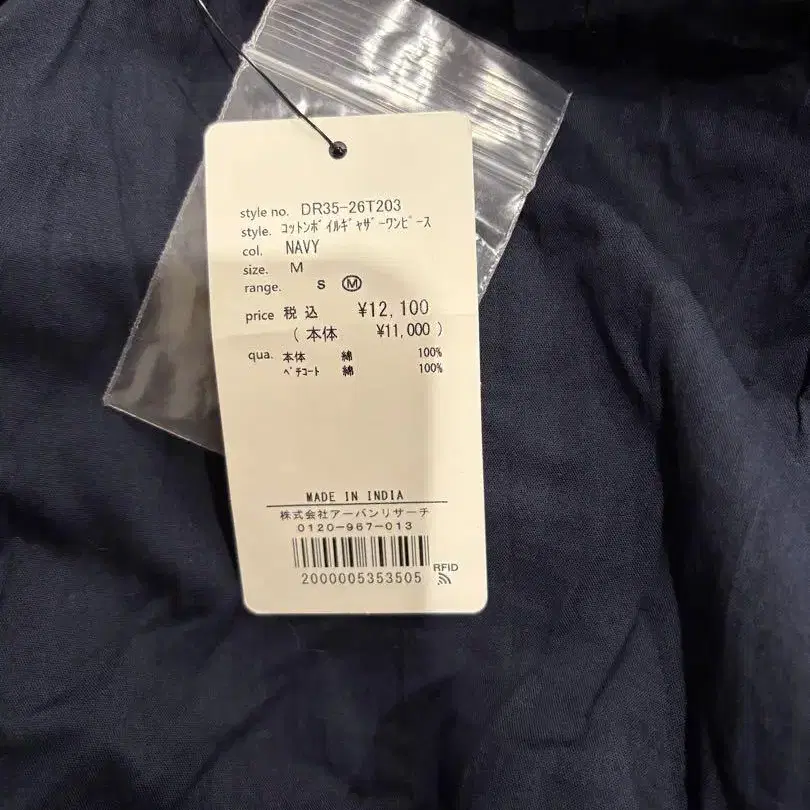 style no. DR35-26T203
style. ｺｯﾄﾝﾎﾞｲﾙｷﾞｬｻﾞｰﾜﾝﾋﾟｰｽ
col. NAVY
size. M
range. S Ⓜ
price 税込 ¥12,100
(本体 ¥11,000)
qua. 本体 綿 100%
ﾍﾟﾁｺｰﾄ 綿 100%
MADE IN INDIA
株式会社アーバンリサーチ
0120-967-013
2000005353505
RFID